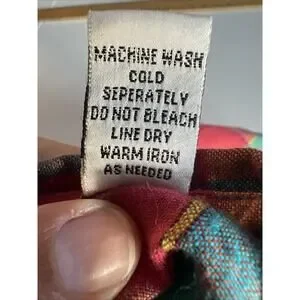 MACHINE WASH
COLD
SEPERATELY
DO NOT BLEACH
LINE DRY
WARM IRON
AS NEEDED